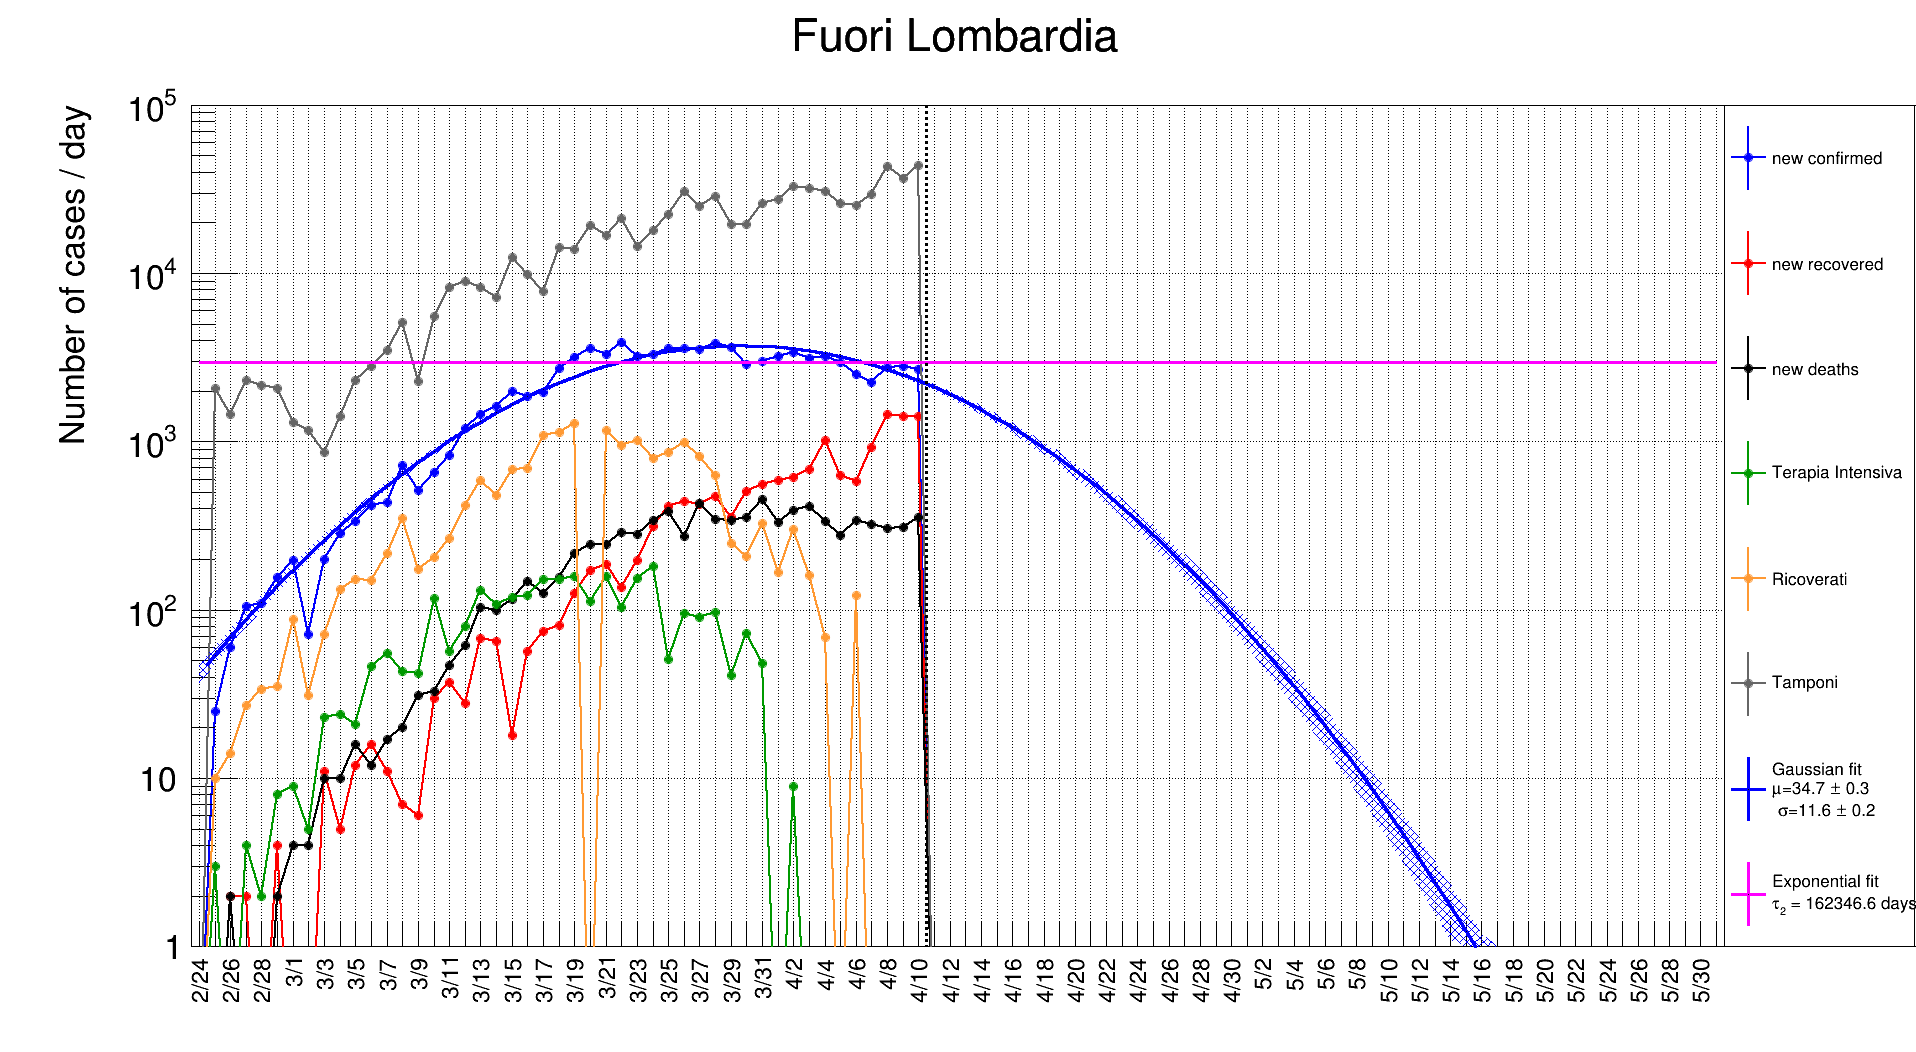 Fuori Lombardia
Number of cases / day
10^5
10^4
10^3
10^2
10
1
2/24 2/26 2/28 3/1 3/3 3/5 3/7 3/9 3/11 3/13 3/15 3/17 3/19 3/21 3/23 3/25 3/27 3/29 3/31 4/2 4/4 4/6 4/8 4/10 4/12 4/14 4/16 4/18 4/20 4/22 4/24 4/26 4/28 4/30 5/2 5/4 5/6 5/8 5/10 5/12 5/14 5/16 5/18 5/20 5/22 5/24 5/26 5/28 5/30
new confirmed
new recovered
new deaths
Terapia Intensiva
Ricoverati
Tamponi
Gaussian fit
μ=34.7 ± 0.3
σ=11.6 ± 0.2
Exponential fit
τ₂ = 162346.6 days